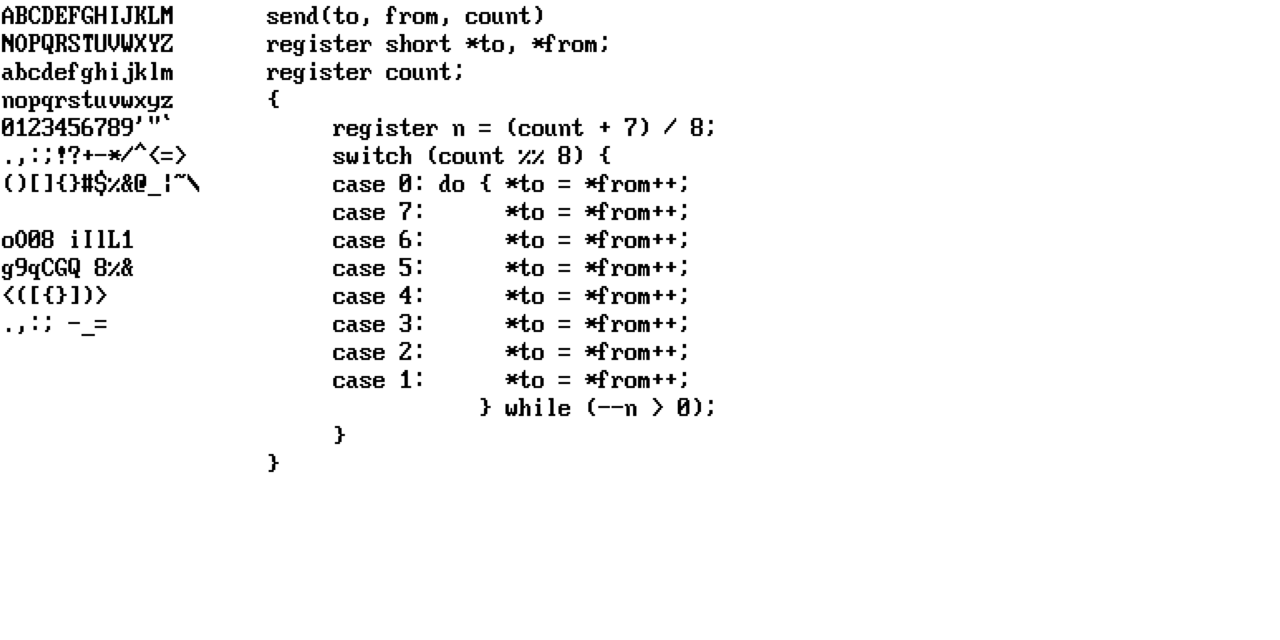 ABCDEFGHIJKLM       send(to, from, count)
NOPQRSTUVWXYZ       register short *to, *from;
abcdefghijklm       register count;
nopqrstuvwxyz       {
0123456789'"`            register n = (count + 7) / 8;
.,:;!?+-*/^<=>           switch (count %% 8) {
()[]{}#$%&@_¦~\          case 0: do { *to = *from++;
                         case 7:      *to = *from++;
oO08 iIlL1               case 6:      *to = *from++;
g9qCGQ 8%&               case 5:      *to = *from++;
<([{}])>                 case 4:      *to = *from++;
.,:; -_=                 case 3:      *to = *from++;
                         case 2:      *to = *from++;
                         case 1:      *to = *from++;
                                    } while (--n > 0);
                         }
                    }